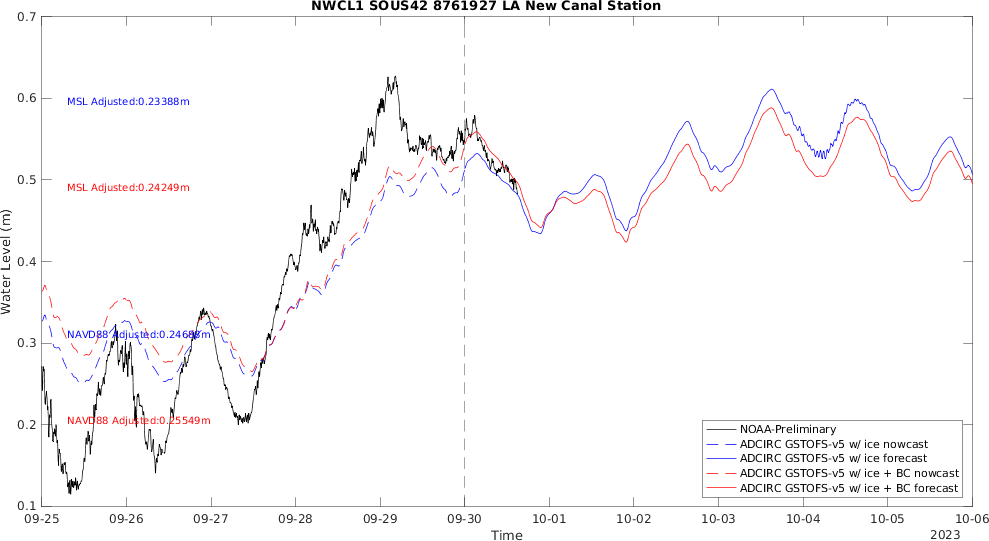 NWCL1 SOUS42 8761927 LA New Canal Station
Water Level (m)
0.7
0.6
0.5
0.4
0.3
0.2
0.1
MSL Adjusted:0.23388m
MSL Adjusted:0.24249m
NAVD88 Adjusted:0.24688m
NAVD88 Adjusted:0.25549m
NOAA-Preliminary
ADCIRC GSTOFS-v5 w/ ice nowcast
ADCIRC GSTOFS-v5 w/ ice forecast
ADCIRC GSTOFS-v5 w/ ice + BC nowcast
ADCIRC GSTOFS-v5 w/ ice + BC forecast
09-25 09-26 09-27 09-28 09-29 09-30 10-01 10-02 10-03 10-04 10-05 10-06
Time
2023